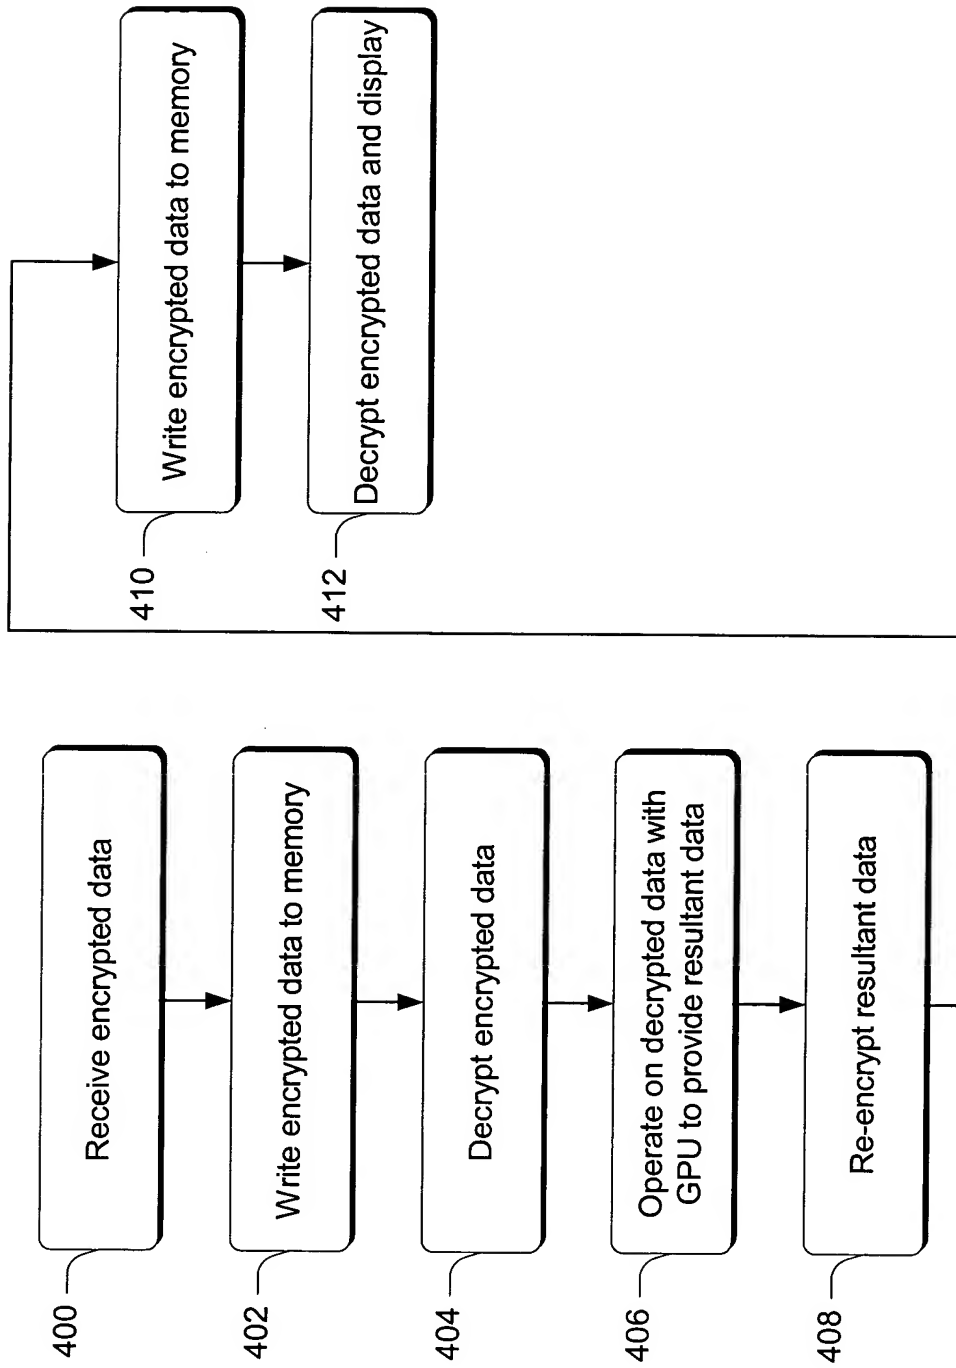 400
Receive encrypted data
402
Write encrypted data to memory
404
Decrypt encrypted data
406
Operate on decrypted data with
GPU to provide resultant data
408
Re-encrypt resultant data
410
Write encrypted data to memory
412
Decrypt encrypted data and display